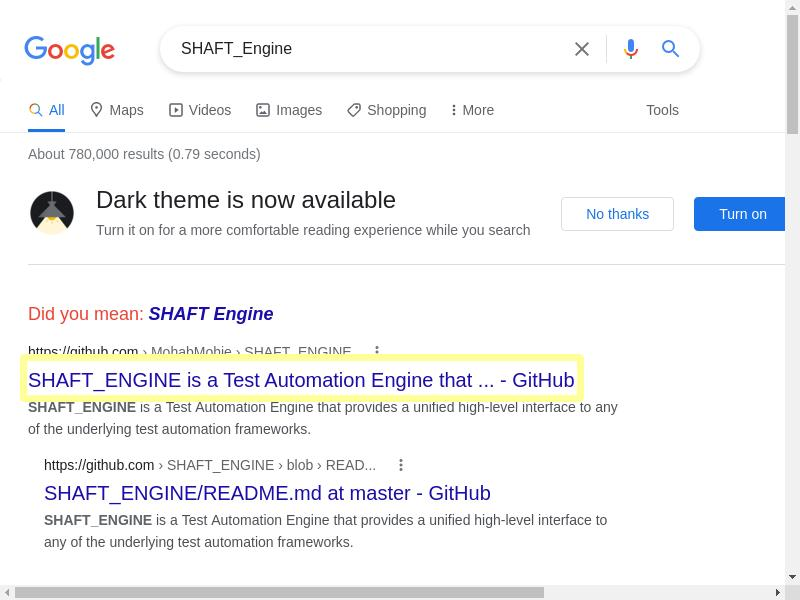 Google
SHAFT_Engine
All Maps Videos Images Shopping More Tools
About 780,000 results (0.79 seconds)
Dark theme is now available
Turn it on for a more comfortable reading experience while you search
No thanks
Turn on
Did you mean: SHAFT Engine
https://github.com › MohabMohie › SHAFT_ENGINE
SHAFT_ENGINE is a Test Automation Engine that ... - GitHub
SHAFT_ENGINE is a Test Automation Engine that provides a unified high-level interface to any
of the underlying test automation frameworks.
https://github.com › SHAFT_ENGINE › blob › READ...
SHAFT_ENGINE/README.md at master - GitHub
SHAFT_ENGINE is a Test Automation Engine that provides a unified high-level interface to
any of the underlying test automation frameworks.